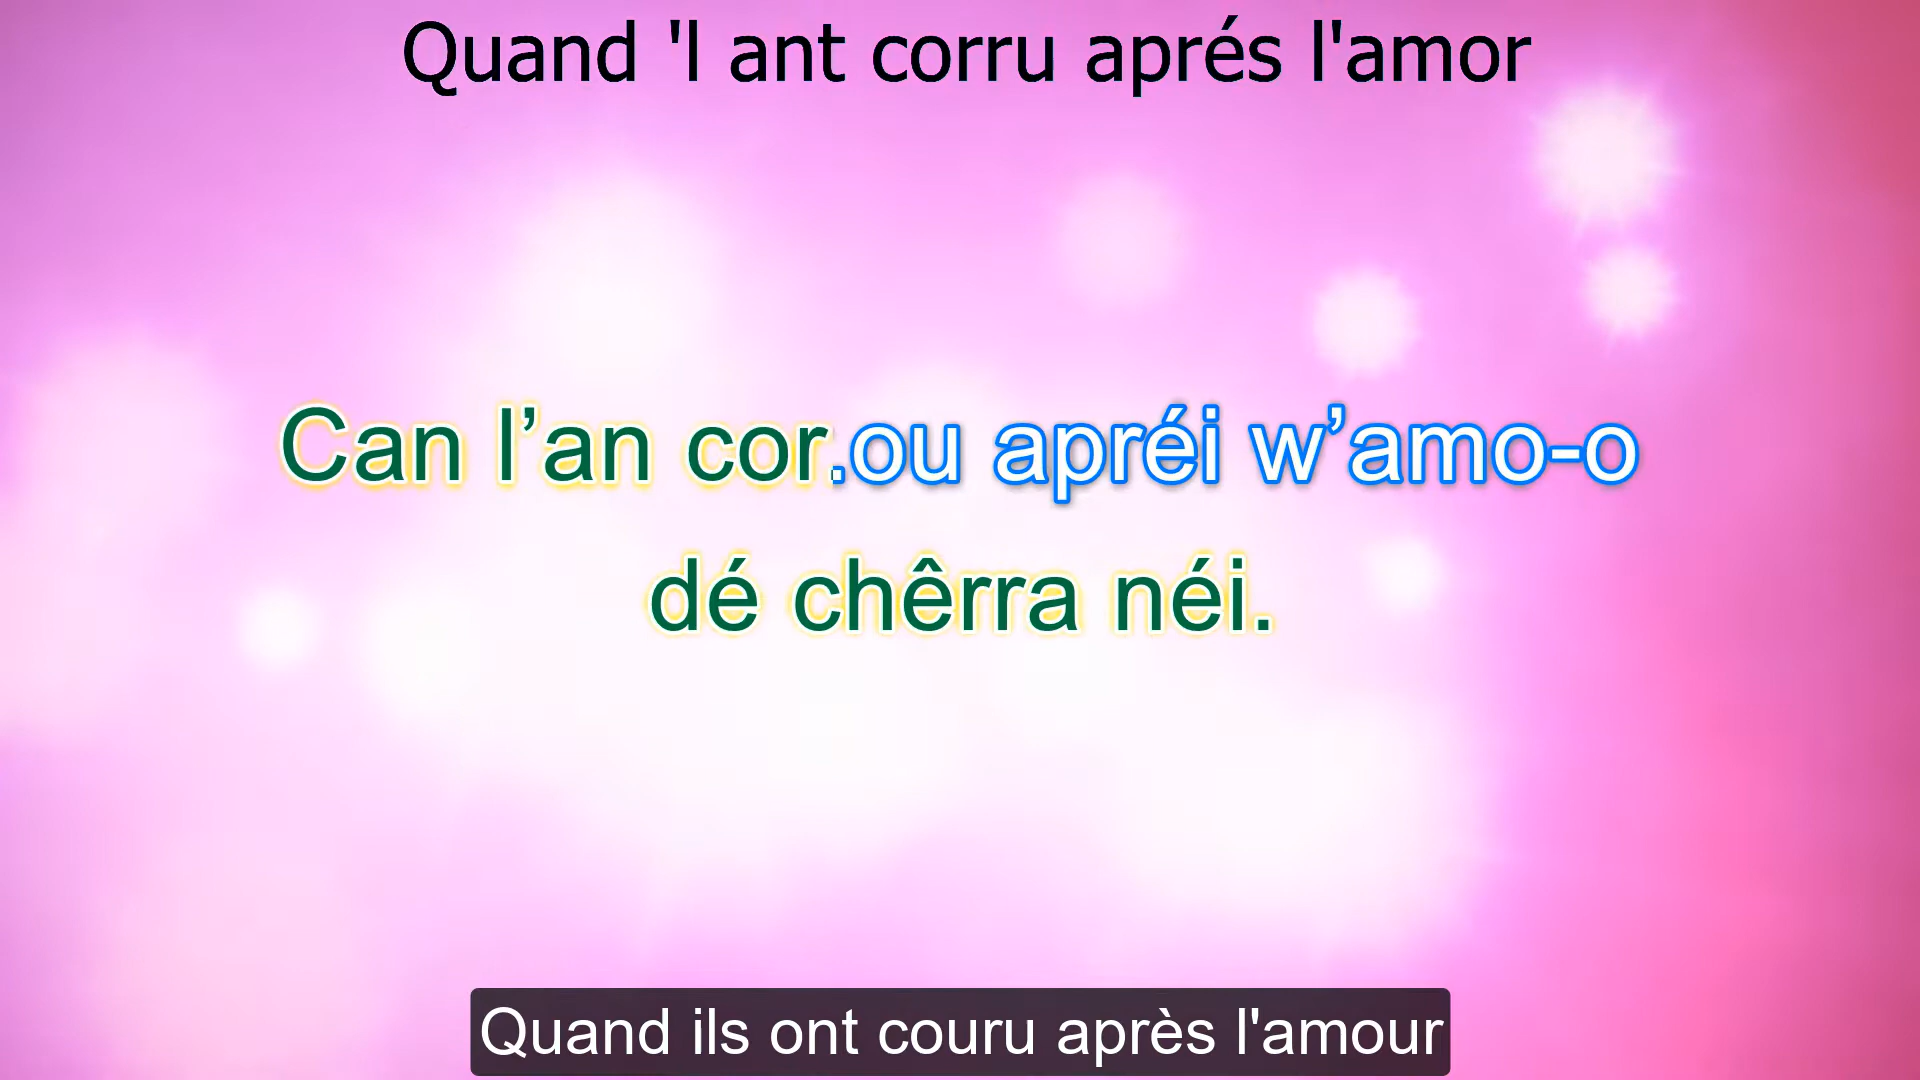 Quand 'l ant corru aprés l'amor
Can l’an cor.ou apréi w’amo-o
dé chêrra néi.
Quand ils ont couru après l'amour